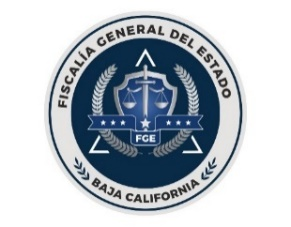 FISCALÍA GENERAL DEL ESTADO
FGE
BAJA CALIFORNIA